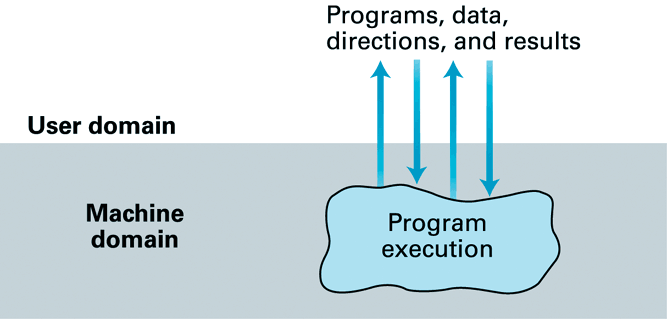 Programs, data,
directions, and results
User domain
Machine
domain
Program
execution